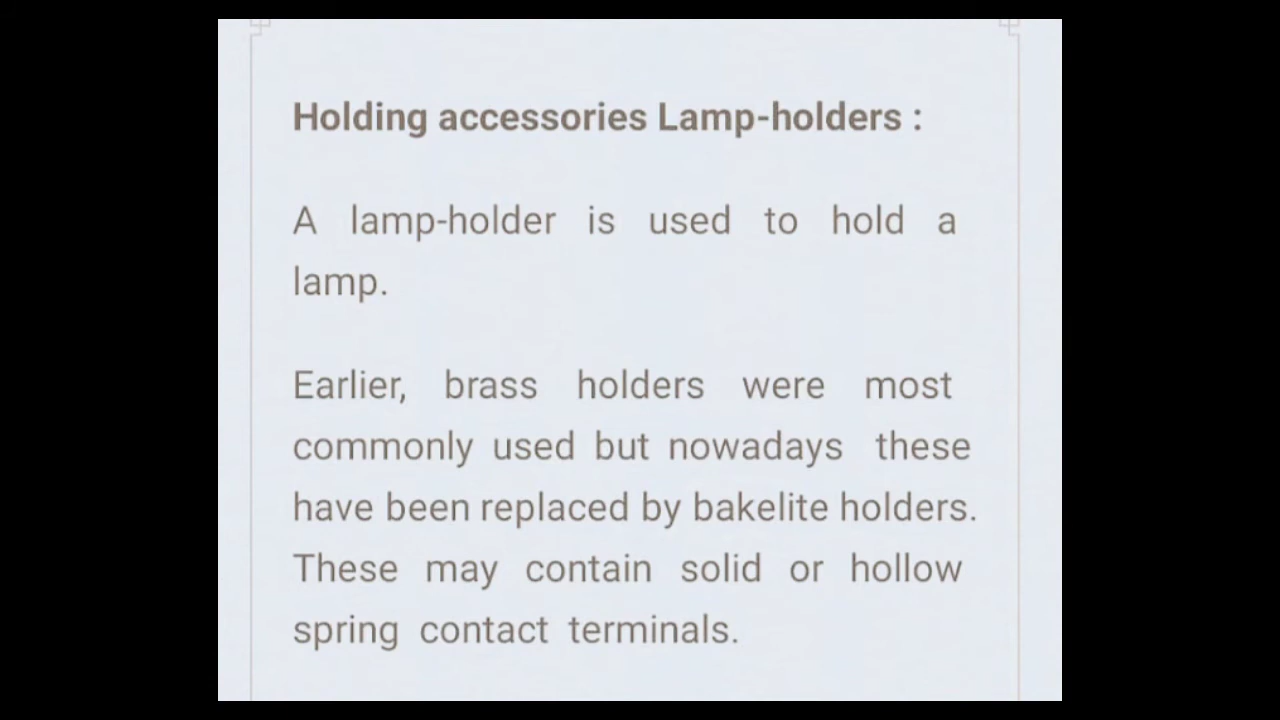 Holding accessories Lamp-holders :
A lamp-holder is used to hold a
lamp.
Earlier, brass holders were most
commonly used but nowadays these
have been replaced by bakelite holders.
These may contain solid or hollow
spring contact terminals.